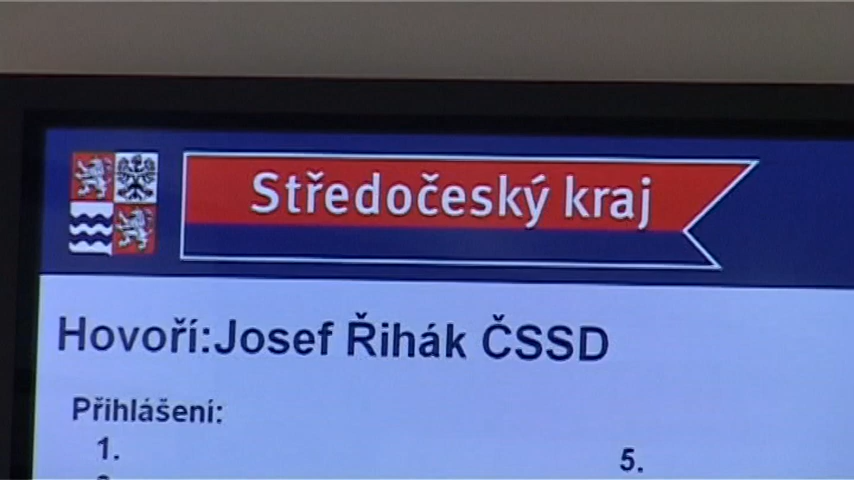 Středočeský kraj
Hovoří:Josef Řihák ČSSD
Přihlášení:
1.
5.